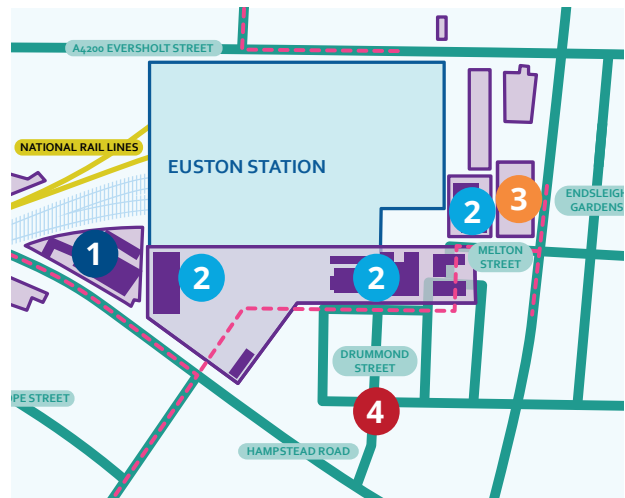 A4200 EVERSHOLT STREET
NATIONAL RAIL LINES
EUSTON STATION
2
3
ENDSLEIGH
GARDENS
1
2
2
MELTON
STREET
DRUMMOND
STREET
OPE STREET
4
HAMPSTEAD ROAD